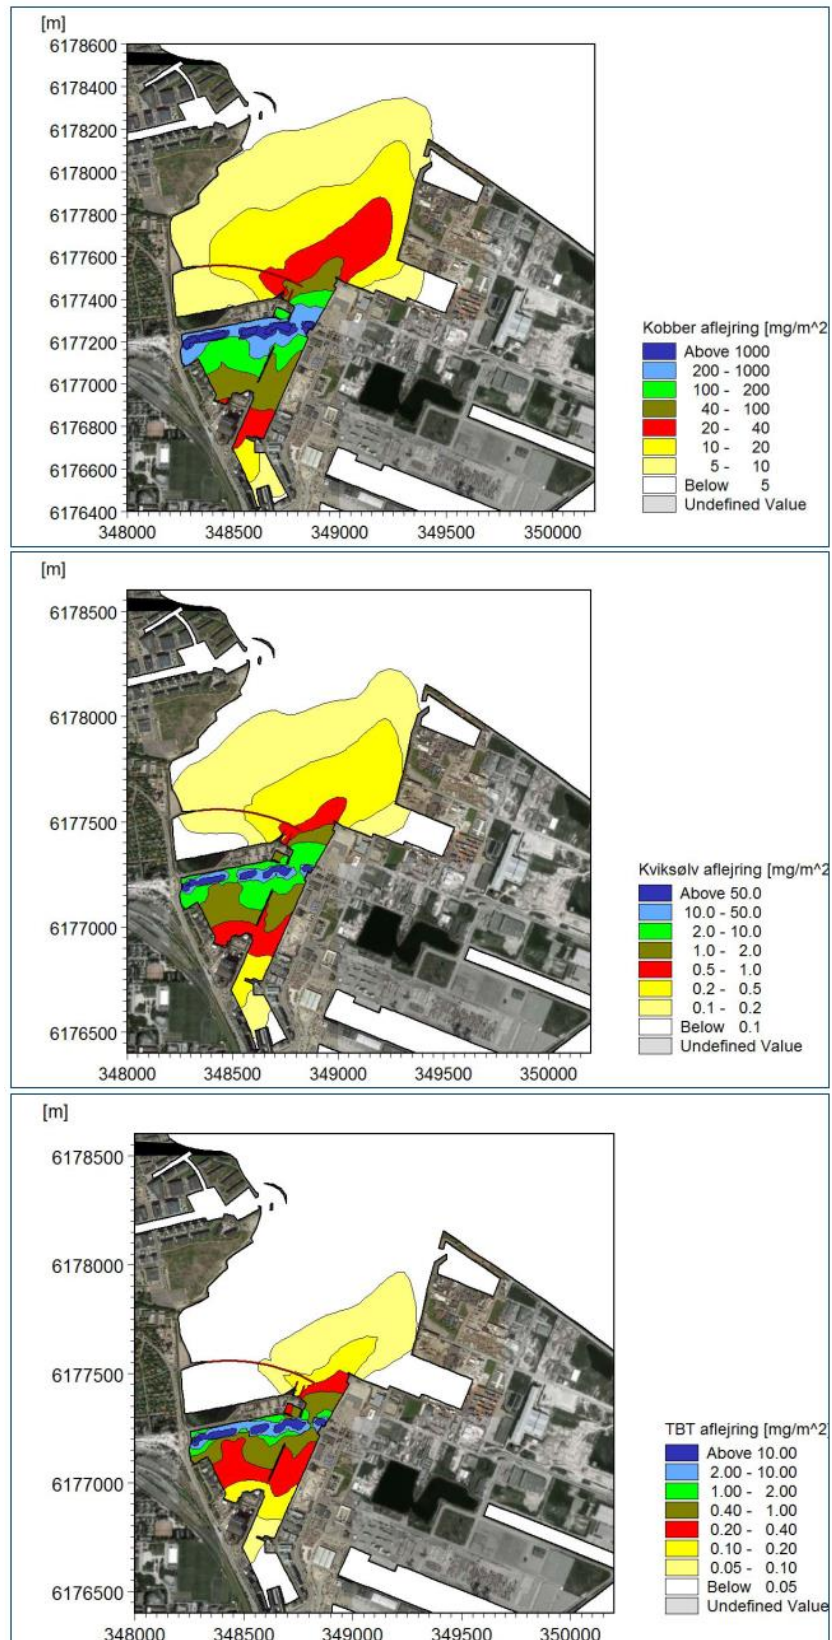 [m]
6178600
6178400
6178200
6178000
6177800
6177600
6177400
6177200
6177000
6176800
6176600
6176400
348000 348500 349000 349500 350000
Kobber aflejring [mg/m^2
Above 1000
200 - 1000
100 - 200
40 - 100
20 - 40
10 - 20
5 - 10
Below 5
Undefined Value
[m]
6178500
6178000
6177500
6177000
6176500
348000 348500 349000 349500 350000
Kviksølv aflejring [mg/m^2
Above 50.0
10.0 - 50.0
2.0 - 10.0
1.0 - 2.0
0.5 - 1.0
0.2 - 0.5
0.1 - 0.2
Below 0.1
Undefined Value
[m]
6178500
6178000
6177500
6177000
6176500
348000 348500 349000 349500 350000
TBT aflejring [mg/m^2
Above 10.00
2.00 - 10.00
1.00 - 2.00
0.40 - 1.00
0.20 - 0.40
0.10 - 0.20
0.05 - 0.10
Below 0.05
Undefined Value